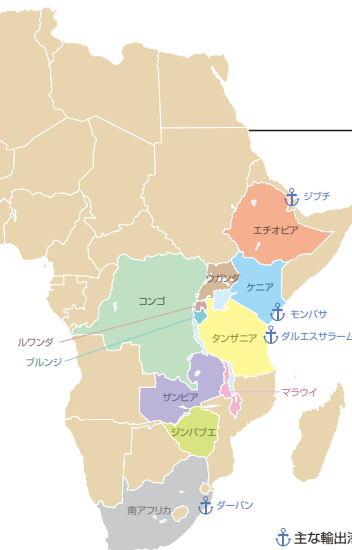 ジブチ
エチオピア
ウガンダ
ケニア
コンゴ
モンバサ
ルワンダ
タンザニア
ダルエスサラーム
ブルンジ
マラウイ
ザンビア
ジンバブエ
南アフリカ
ダーバン
主な輸出港